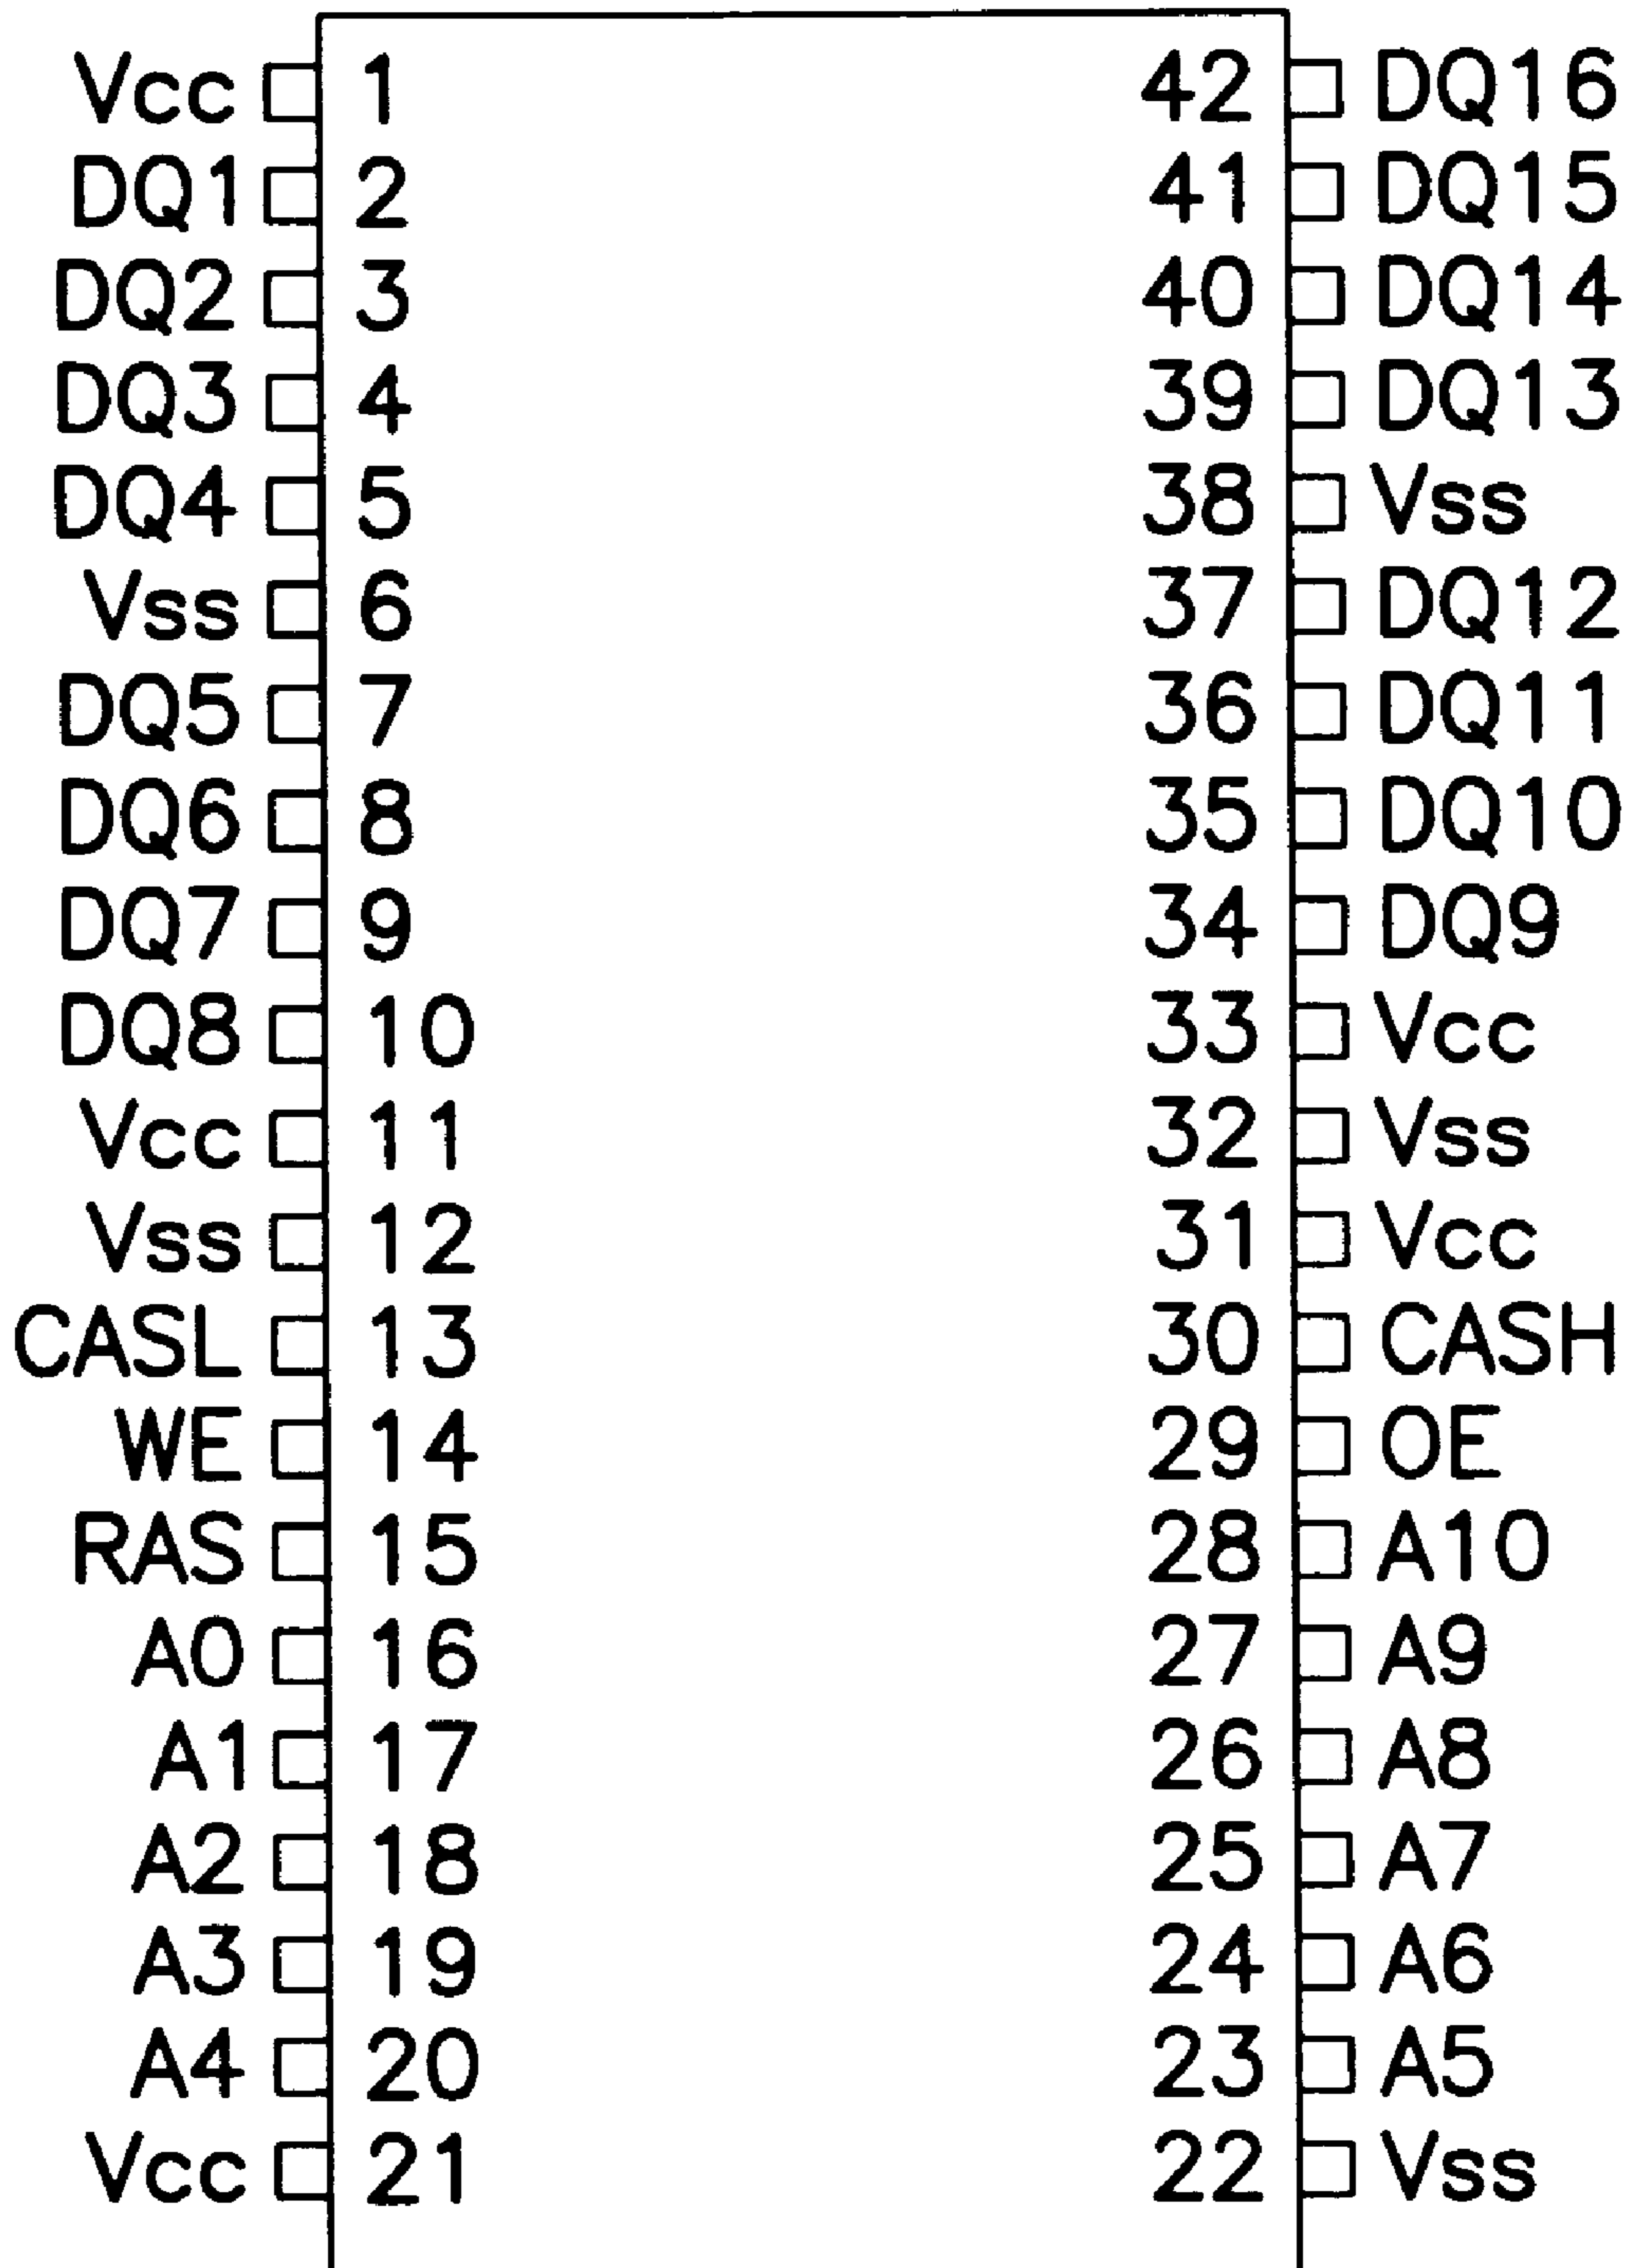 Vcc 1 42 DQ16
DQ1 2 41 DQ15
DQ2 3 40 DQ14
DQ3 4 39 DQ13
DQ4 5 38 Vss
Vss 6 37 DQ12
DQ5 7 36 DQ11
DQ6 8 35 DQ10
DQ7 9 34 DQ9
DQ8 10 33 Vcc
Vcc 11 32 Vss
Vss 12 31 Vcc
CASL 13 30 CASH
WE 14 29 OE
RAS 15 28 A10
A0 16 27 A9
A1 17 26 A8
A2 18 25 A7
A3 19 24 A6
A4 20 23 A5
Vcc 21 22 Vss